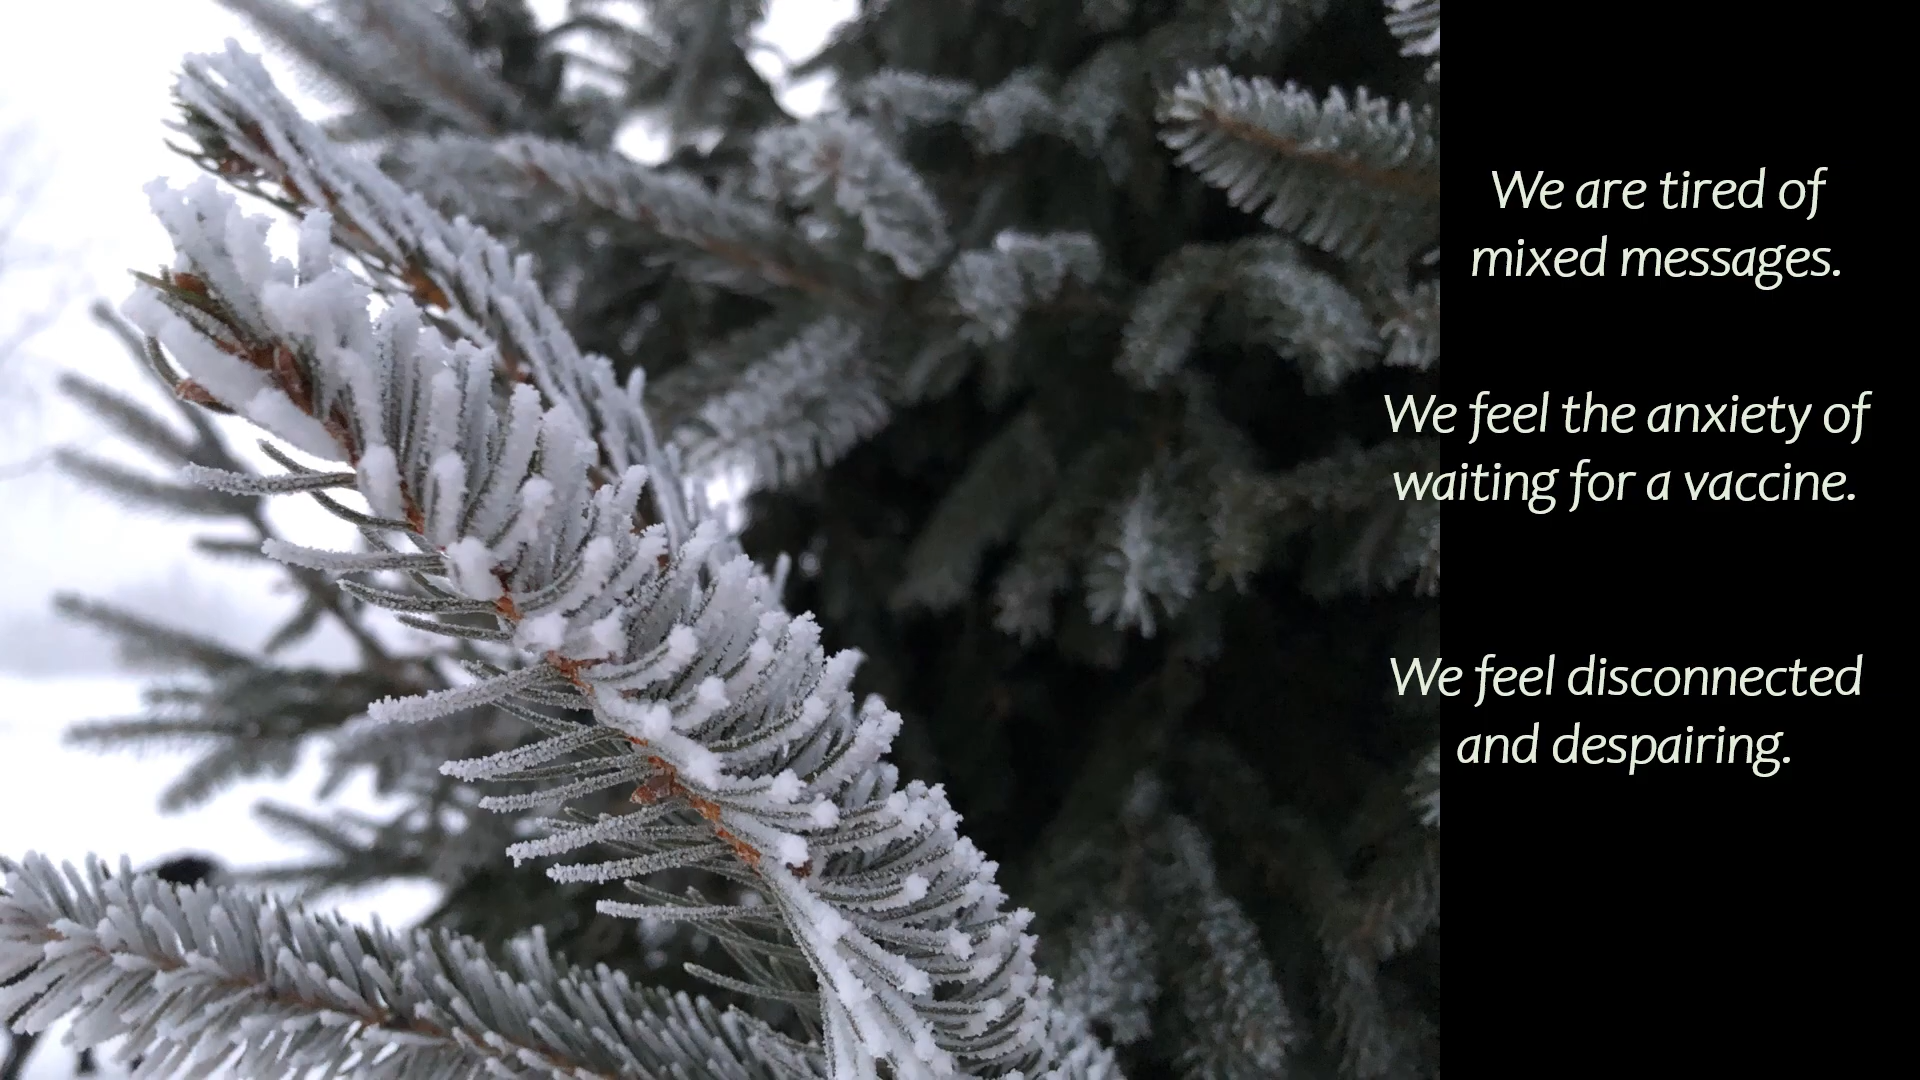 We are tired of
mixed messages.
We feel the anxiety of
waiting for a vaccine.
We feel disconnected
and despairing.